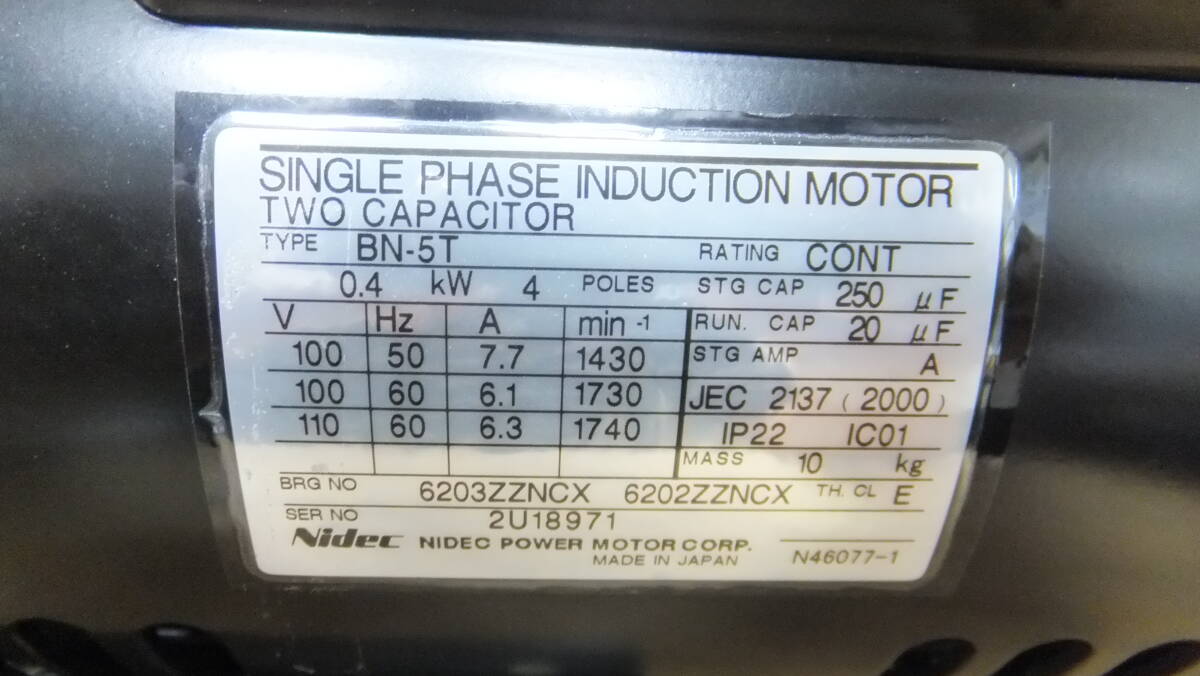 SINGLE PHASE INDUCTION MOTOR
TWO CAPACITOR
TYPE BN-5T RATING CONT
0.4 kW 4 POLES STG CAP 250 μF
V Hz A min -1 RUN. CAP 20 μF
100 50 7.7 1430 STG AMP A
100 60 6.1 1730 JEC 2137 (2000)
110 60 6.3 1740 IP22 IC01
MASS 10 kg
BRG NO 6203ZZNCX 6202ZZNCX TH. CL E
SER NO 2U18971
Nidec NIDEC POWER MOTOR CORP.
MADE IN JAPAN N46077-1